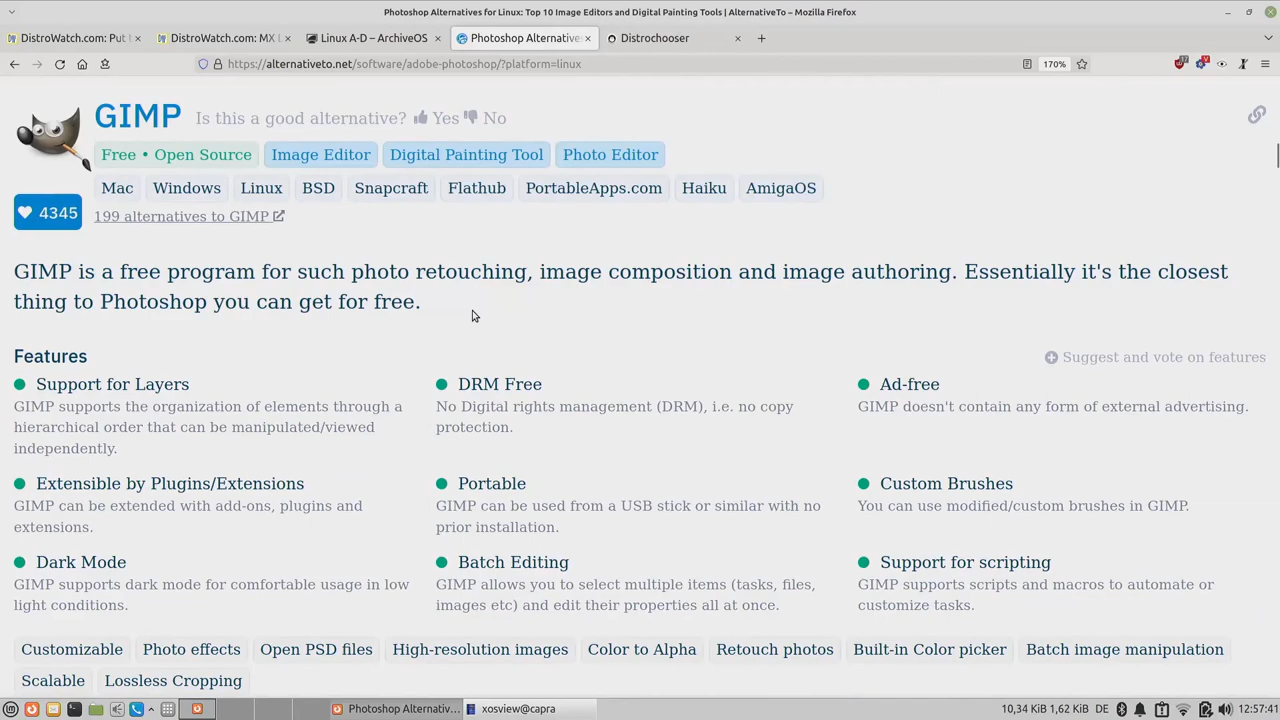 Photoshop Alternatives for Linux: Top 10 Image Editors and Digital Painting Tools | AlternativeTo – Mozilla Firefox
DistroWatch.com: Put
DistroWatch.com: MX L
Linux A-D – ArchiveOS
Photoshop Alternative
Distrochooser
https://alternativeto.net/software/adobe-photoshop/?platform=linux
170%
GIMP Is this a good alternative? Yes No
Free • Open Source Image Editor Digital Painting Tool Photo Editor
Mac Windows Linux BSD Snapcraft Flathub PortableApps.com Haiku AmigaOS
4345
199 alternatives to GIMP
GIMP is a free program for such photo retouching, image composition and image authoring. Essentially it's the closest
thing to Photoshop you can get for free.
Features
Suggest and vote on features
Support for Layers
GIMP supports the organization of elements through a
hierarchical order that can be manipulated/viewed
independently.
DRM Free
No Digital rights management (DRM), i.e. no copy
protection.
Ad-free
GIMP doesn't contain any form of external advertising.
Extensible by Plugins/Extensions
GIMP can be extended with add-ons, plugins and
extensions.
Portable
GIMP can be used from a USB stick or similar with no
prior installation.
Custom Brushes
You can use modified/custom brushes in GIMP.
Dark Mode
GIMP supports dark mode for comfortable usage in low
light conditions.
Batch Editing
GIMP allows you to select multiple items (tasks, files,
images etc) and edit their properties all at once.
Support for scripting
GIMP supports scripts and macros to automate or
customize tasks.
Customizable Photo effects Open PSD files High-resolution images Color to Alpha Retouch photos Built-in Color picker Batch image manipulation
Scalable Lossless Cropping
Photoshop Alternativ...
xosview@capra
10,34 KiB 1,62 KiB DE
12:57:41